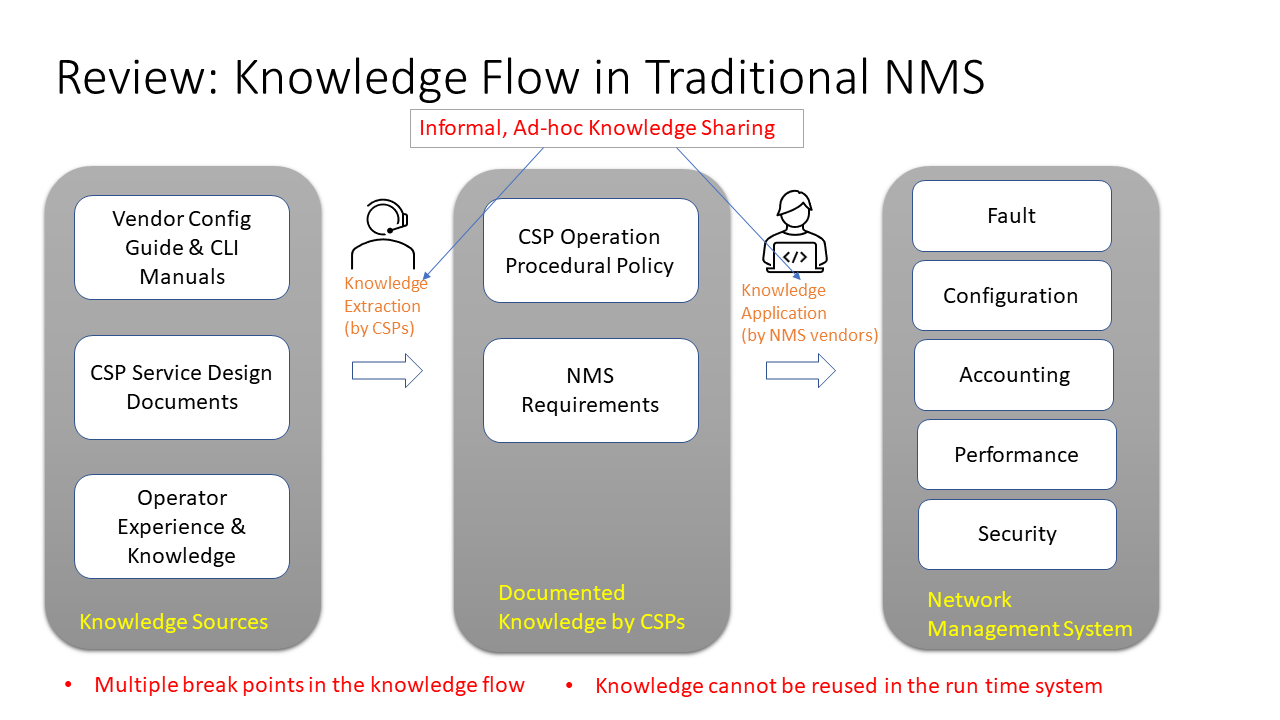 Review: Knowledge Flow in Traditional NMS
Informal, Ad-hoc Knowledge Sharing
Vendor Config
Guide & CLI
Manuals
CSP Service Design
Documents
Operator
Experience &
Knowledge
Knowledge Sources
Knowledge
Extraction
(by CSPs)
CSP Operation
Procedural Policy
NMS
Requirements
Documented
Knowledge by CSPs
</>
Knowledge
Application
(by NMS vendors)
Fault
Configuration
Accounting
Performance
Security
Network
Management System
• Multiple break points in the knowledge flow
• Knowledge cannot be reused in the run time system